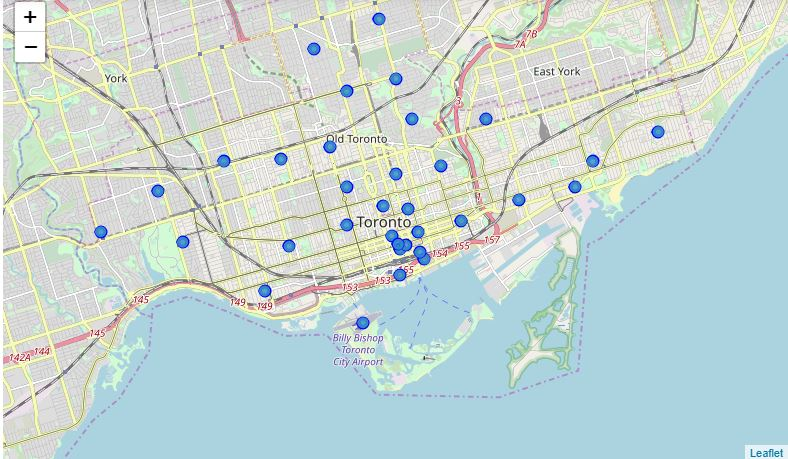 +
−
7B
7A
York
East York
3
Old Toronto
Toronto
154
155
157
155
153
153
149
149
145
145
144
142A
Billy Bishop
Toronto
City Airport
Leaflet